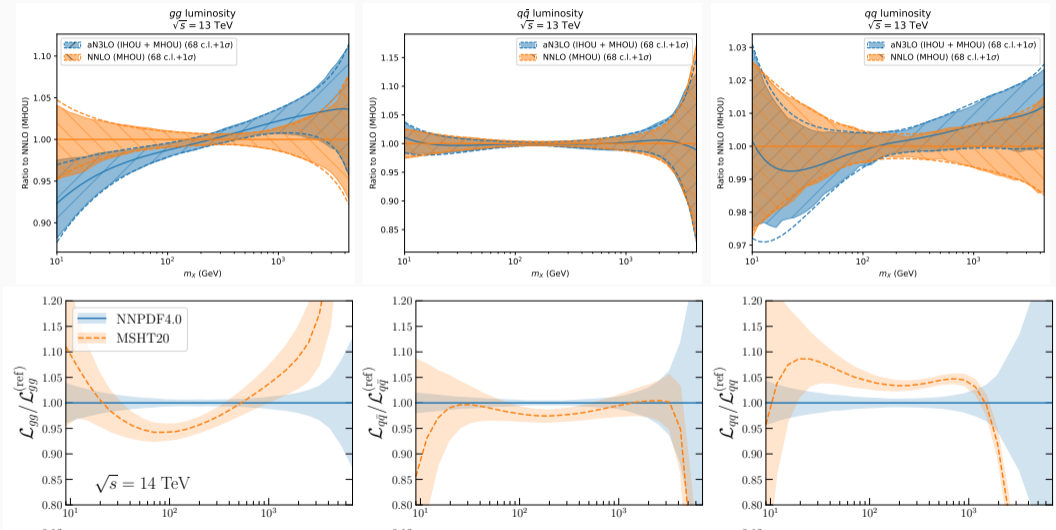 gg luminosity
√s = 13 TeV
Ratio to NNLO (MHOU)
1.10
1.05
1.00
0.95
0.90
aN3LO (IHOU + MHOU) (68 c.l.+1σ)
NNLO (MHOU) (68 c.l.+1σ)
10¹ 10² 10³
m_X (GeV)
qq̄ luminosity
√s = 13 TeV
Ratio to NNLO (MHOU)
1.15
1.10
1.05
1.00
0.95
0.90
0.85
aN3LO (IHOU + MHOU) (68 c.l.+1σ)
NNLO (MHOU) (68 c.l.+1σ)
10¹ 10² 10³
m_X (GeV)
qq luminosity
√s = 13 TeV
Ratio to NNLO (MHOU)
1.03
1.02
1.01
1.00
0.99
0.98
0.97
aN3LO (IHOU + MHOU) (68 c.l.+1σ)
NNLO (MHOU) (68 c.l.+1σ)
10¹ 10² 10³
m_X (GeV)
ℒ_gg/ℒ_gg^(ref)
1.20
1.15
1.10
1.05
1.00
0.95
0.90
0.85
0.80
NNPDF4.0
MSHT20
√s = 14 TeV
10¹ 10² 10³
ℒ_qq̄/ℒ_qq̄^(ref)
1.20
1.15
1.10
1.05
1.00
0.95
0.90
0.85
0.80
10¹ 10² 10³
ℒ_qq/ℒ_qq^(ref)
1.20
1.15
1.10
1.05
1.00
0.95
0.90
0.85
0.80
10¹ 10² 10³